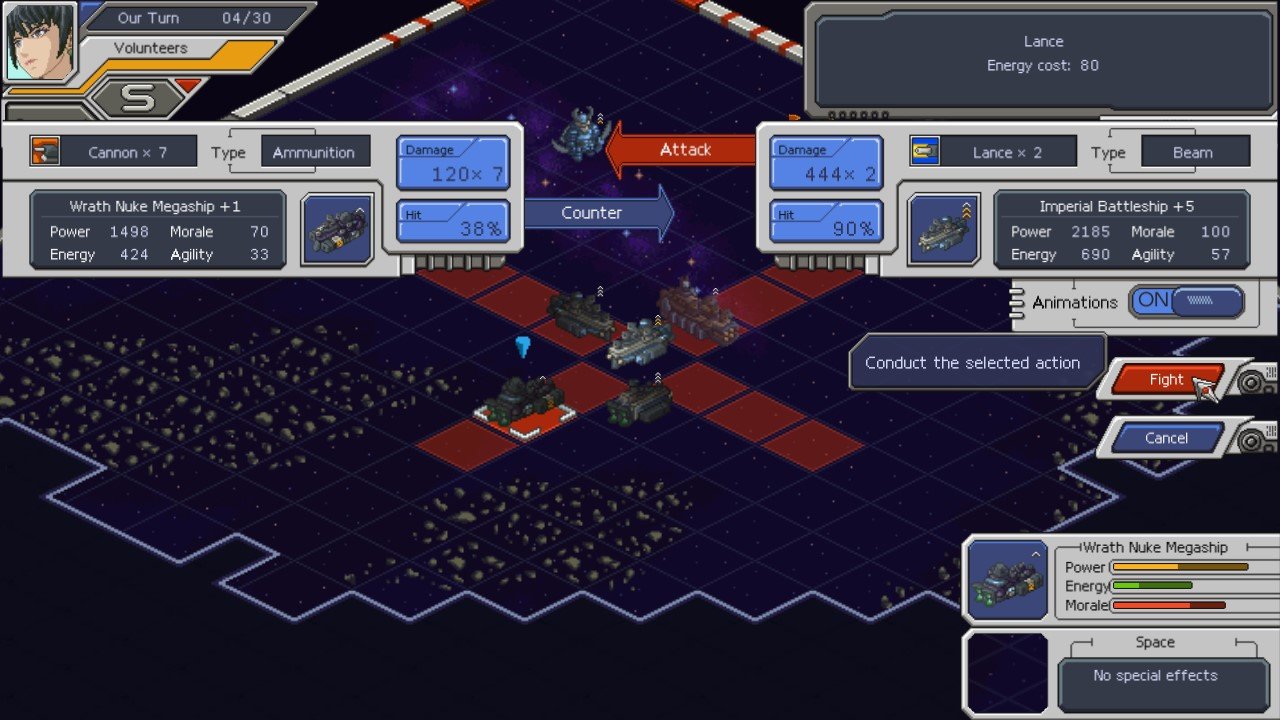 Our Turn 04/30
Volunteers
S
Lance
Energy cost: 80
Cannon × 7 Type Ammunition
Damage
120× 7
Hit
38%
Attack
Counter
Damage
444× 2
Hit
90%
Lance × 2 Type Beam
Wrath Nuke Megaship +1
Power 1498 Morale 70
Energy 424 Agility 33
Imperial Battleship +5
Power 2185 Morale 100
Energy 690 Agility 57
Animations ON
Conduct the selected action
Fight
Cancel
Wrath Nuke Megaship
Power
Energy
Morale
Space
No special effects